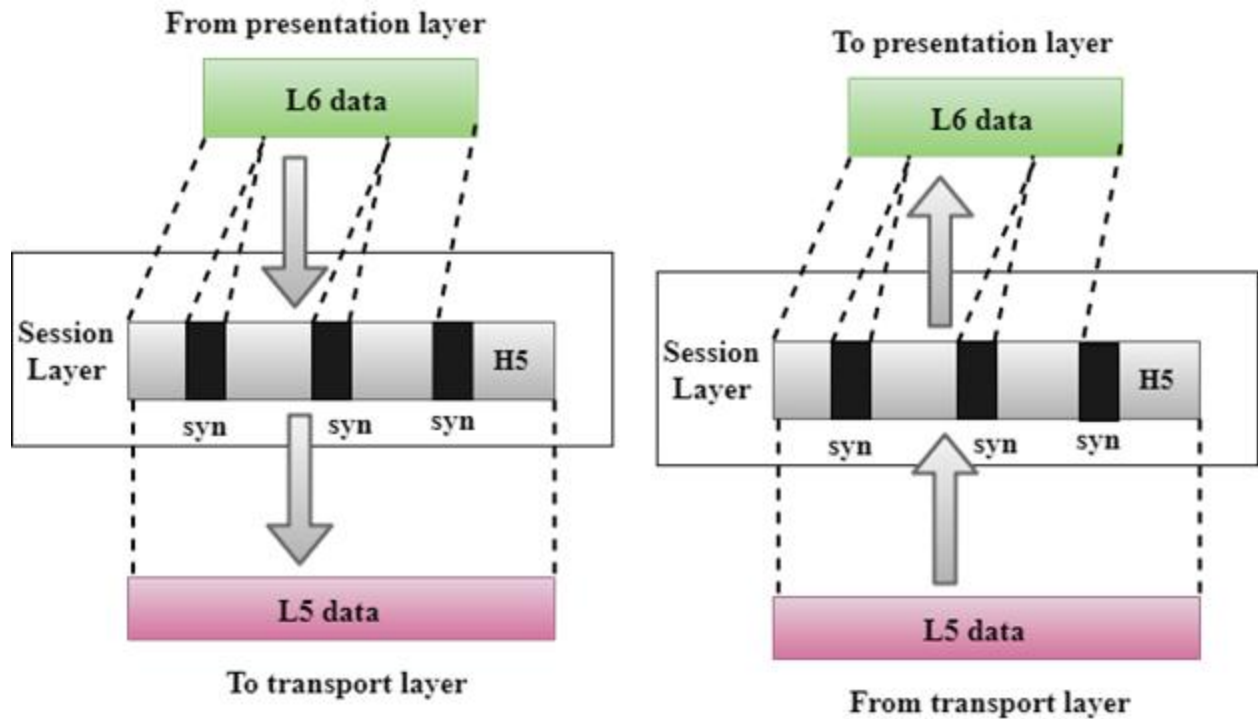 From presentation layer
L6 data
Session
Layer
H5
syn
syn
syn
L5 data
To transport layer
To presentation layer
L6 data
Session
Layer
H5
syn
syn
syn
L5 data
From transport layer